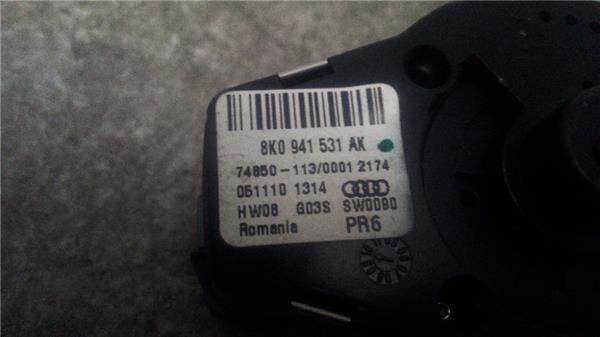 8K0 941 531 AK
74850-113/0001 2174
051110 1314
HW08 G03S SW0090
Romania PR6